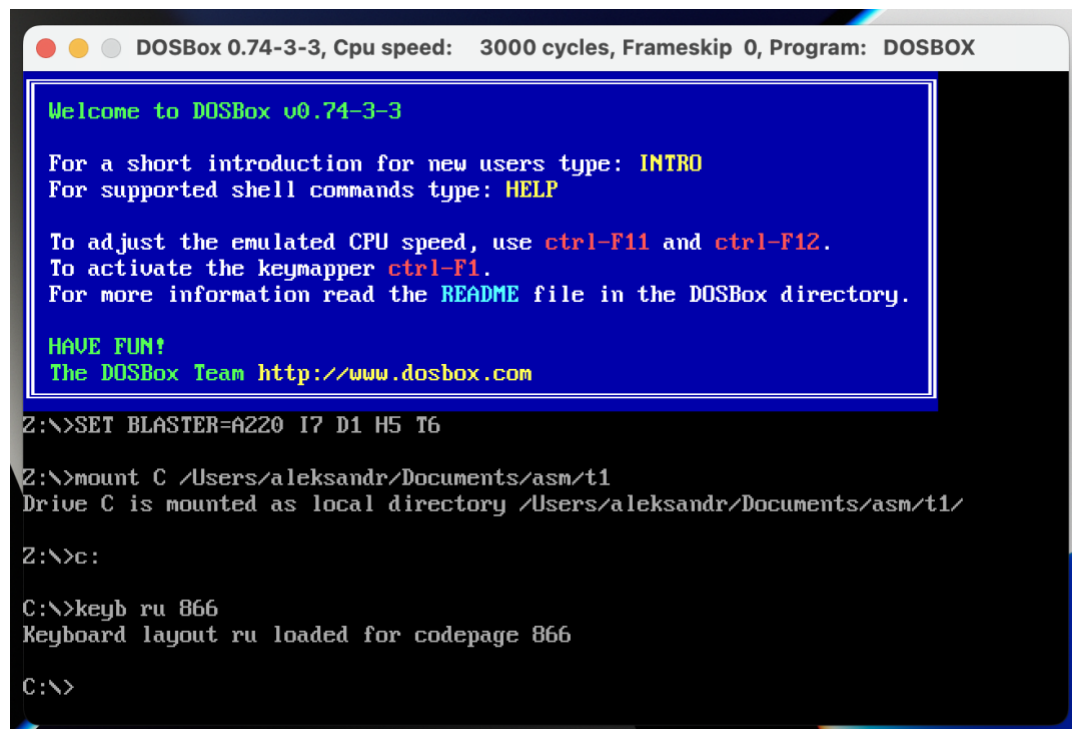 DOSBox 0.74-3-3, Cpu speed: 3000 cycles, Frameskip 0, Program: DOSBOX
Welcome to DOSBox v0.74-3-3
For a short introduction for new users type: INTRO
For supported shell commands type: HELP
To adjust the emulated CPU speed, use ctrl-F11 and ctrl-F12.
To activate the keymapper ctrl-F1.
For more information read the README file in the DOSBox directory.
HAVE FUN!
The DOSBox Team http://www.dosbox.com
Z:\>SET BLASTER=A220 I7 D1 H5 T6
Z:\>mount C /Users/aleksandr/Documents/asm/t1
Drive C is mounted as local directory /Users/aleksandr/Documents/asm/t1/
Z:\>c:
C:\>keyb ru 866
Keyboard layout ru loaded for codepage 866
C:\>